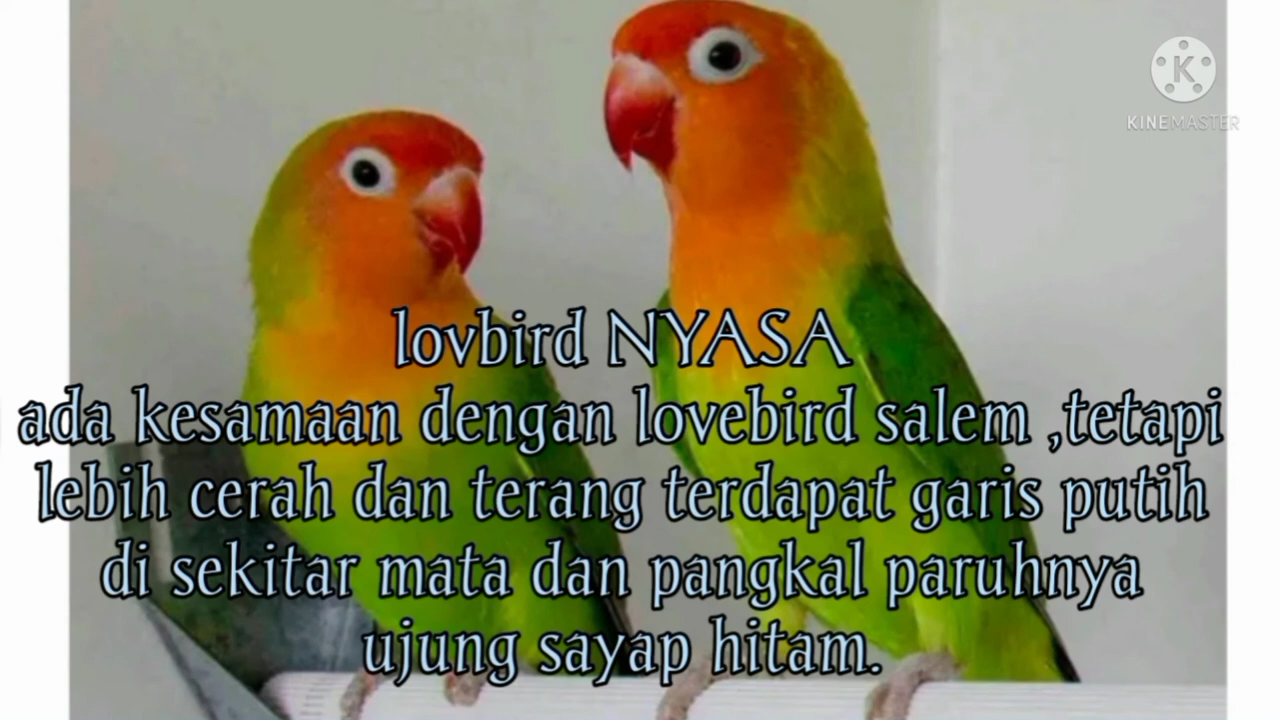 K
KINEMASTER
lovbird NYASA
ada kesamaan dengan lovebird salem ,tetapi
lebih cerah dan terang terdapat garis putih
di sekitar mata dan pangkal paruhnya
ujung sayap hitam.